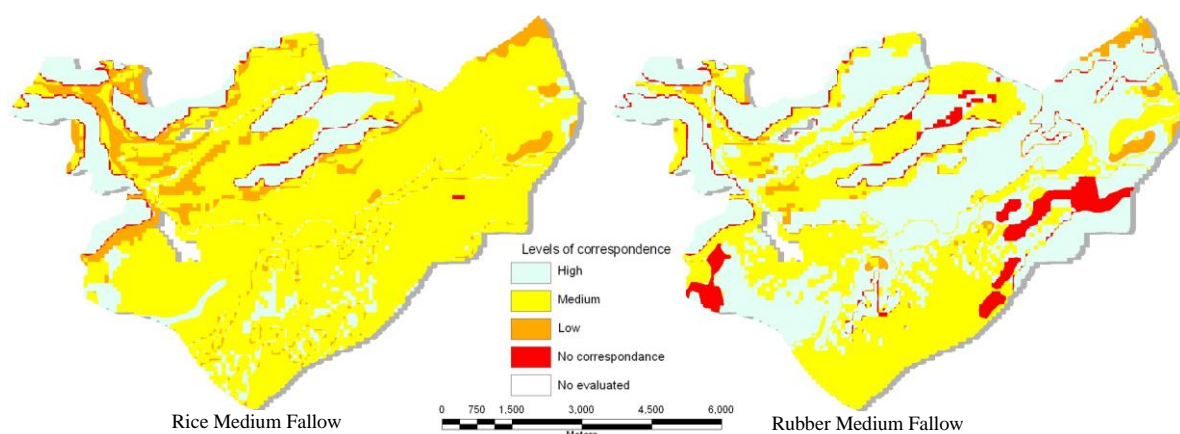 Levels of correspondence
High
Medium
Low
No correspondance
No evaluated
Rice Medium Fallow
0 750 1,500 3,000 4,500 6,000
Meters
Rubber Medium Fallow